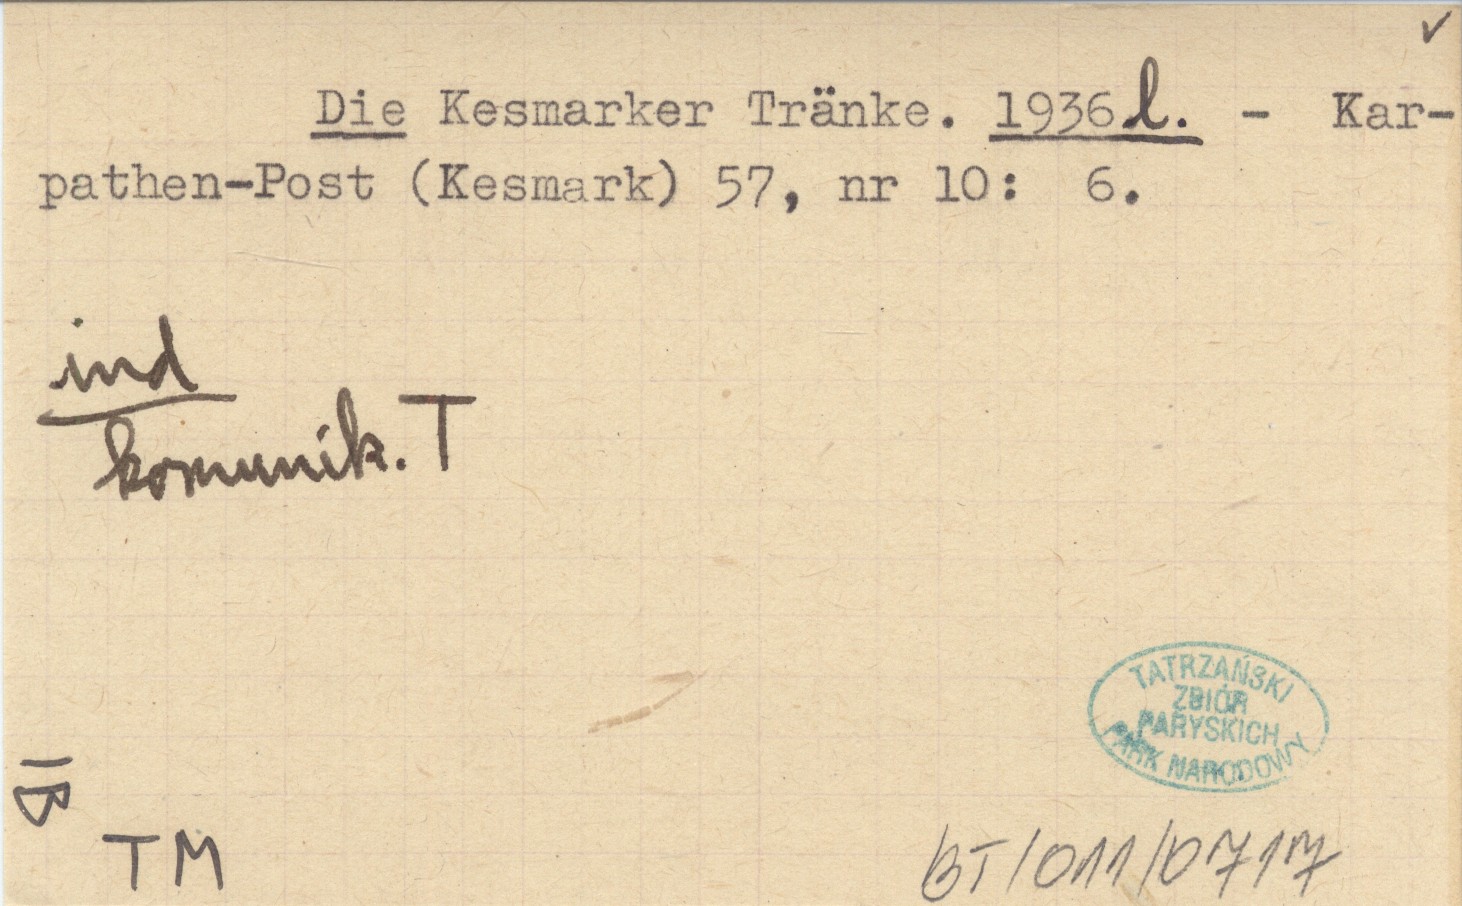 ✓
Die Kesmarker Tränke. 1936 l. - Kar-
pathen-Post (Kesmark) 57, nr 10: 6.
ind
komunik. T
TATRZAŃSKI
ZBIÓR
PARYSKICH
PARK NARODOWY
TM
BT/011/0717